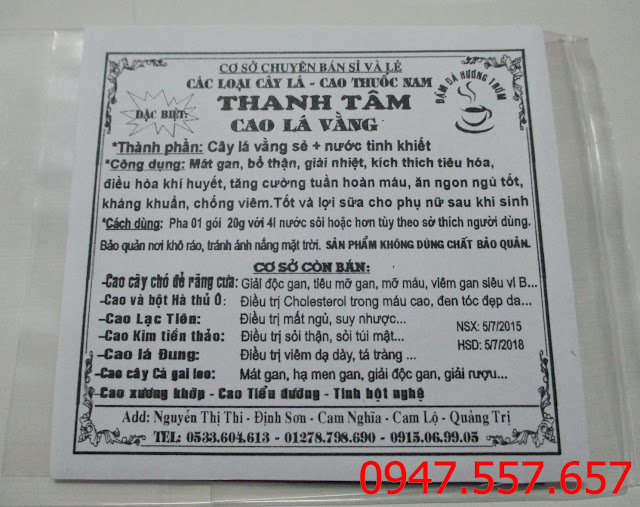 CƠ SỞ CHUYÊN BÁN SỈ VÀ LẺ
CÁC LOẠI CÂY LÁ - CAO THUỐC NAM
THANH TÂM
ĐẶC BIỆT:
CAO LÁ VẰNG
ĐẬM ĐÀ HƯƠNG THƠM
*Thành phần: Cây lá vằng sẻ + nước tinh khiết
*Công dụng: Mát gan, bổ thận, giải nhiệt, kích thích tiêu hóa,
điều hòa khí huyết, tăng cường tuần hoàn máu, ăn ngon ngủ tốt,
kháng khuẩn, chống viêm.Tốt và lợi sữa cho phụ nữ sau khi sinh
*Cách dùng: Pha 01 gói 20g với 4l nước sôi hoặc hơn tùy theo sở thích người dùng.
Bảo quản nơi khô ráo, tránh ánh nắng mặt trời. SẢN PHẨM KHÔNG DÙNG CHẤT BẢO QUẢN.
CƠ SỞ CÒN BÁN:
-Cao cây chó đẻ răng cưa: Giải độc gan, tiêu mỡ gan, mỡ máu, viêm gan siêu vi B...
-Cao và bột Hà thủ Ô: Điều trị Cholesterol trong máu cao, đen tóc đẹp da...
-Cao Lạc Tiên: Điều trị mất ngủ, suy nhược...
-Cao Kim tiền thảo: Điều trị sỏi thận, sỏi túi mật...
-Cao lá Đung: Điều trị viêm dạ dày, tá tràng ...
-Cao cây Cà gai leo: Mát gan, hạ men gan, giải độc gan, giải rượu...
NSX: 5/7/2015
HSD: 5/7/2018
-Cao xương khớp - Cao Tiểu đường - Tinh bột nghệ
Add: Nguyễn Thị Thi - Định Sơn - Cam Nghĩa - Cam Lộ - Quảng Trị
TEL: 0533.604.613 - 01278.798.690 - 0915.06.99.05
0947.557.657